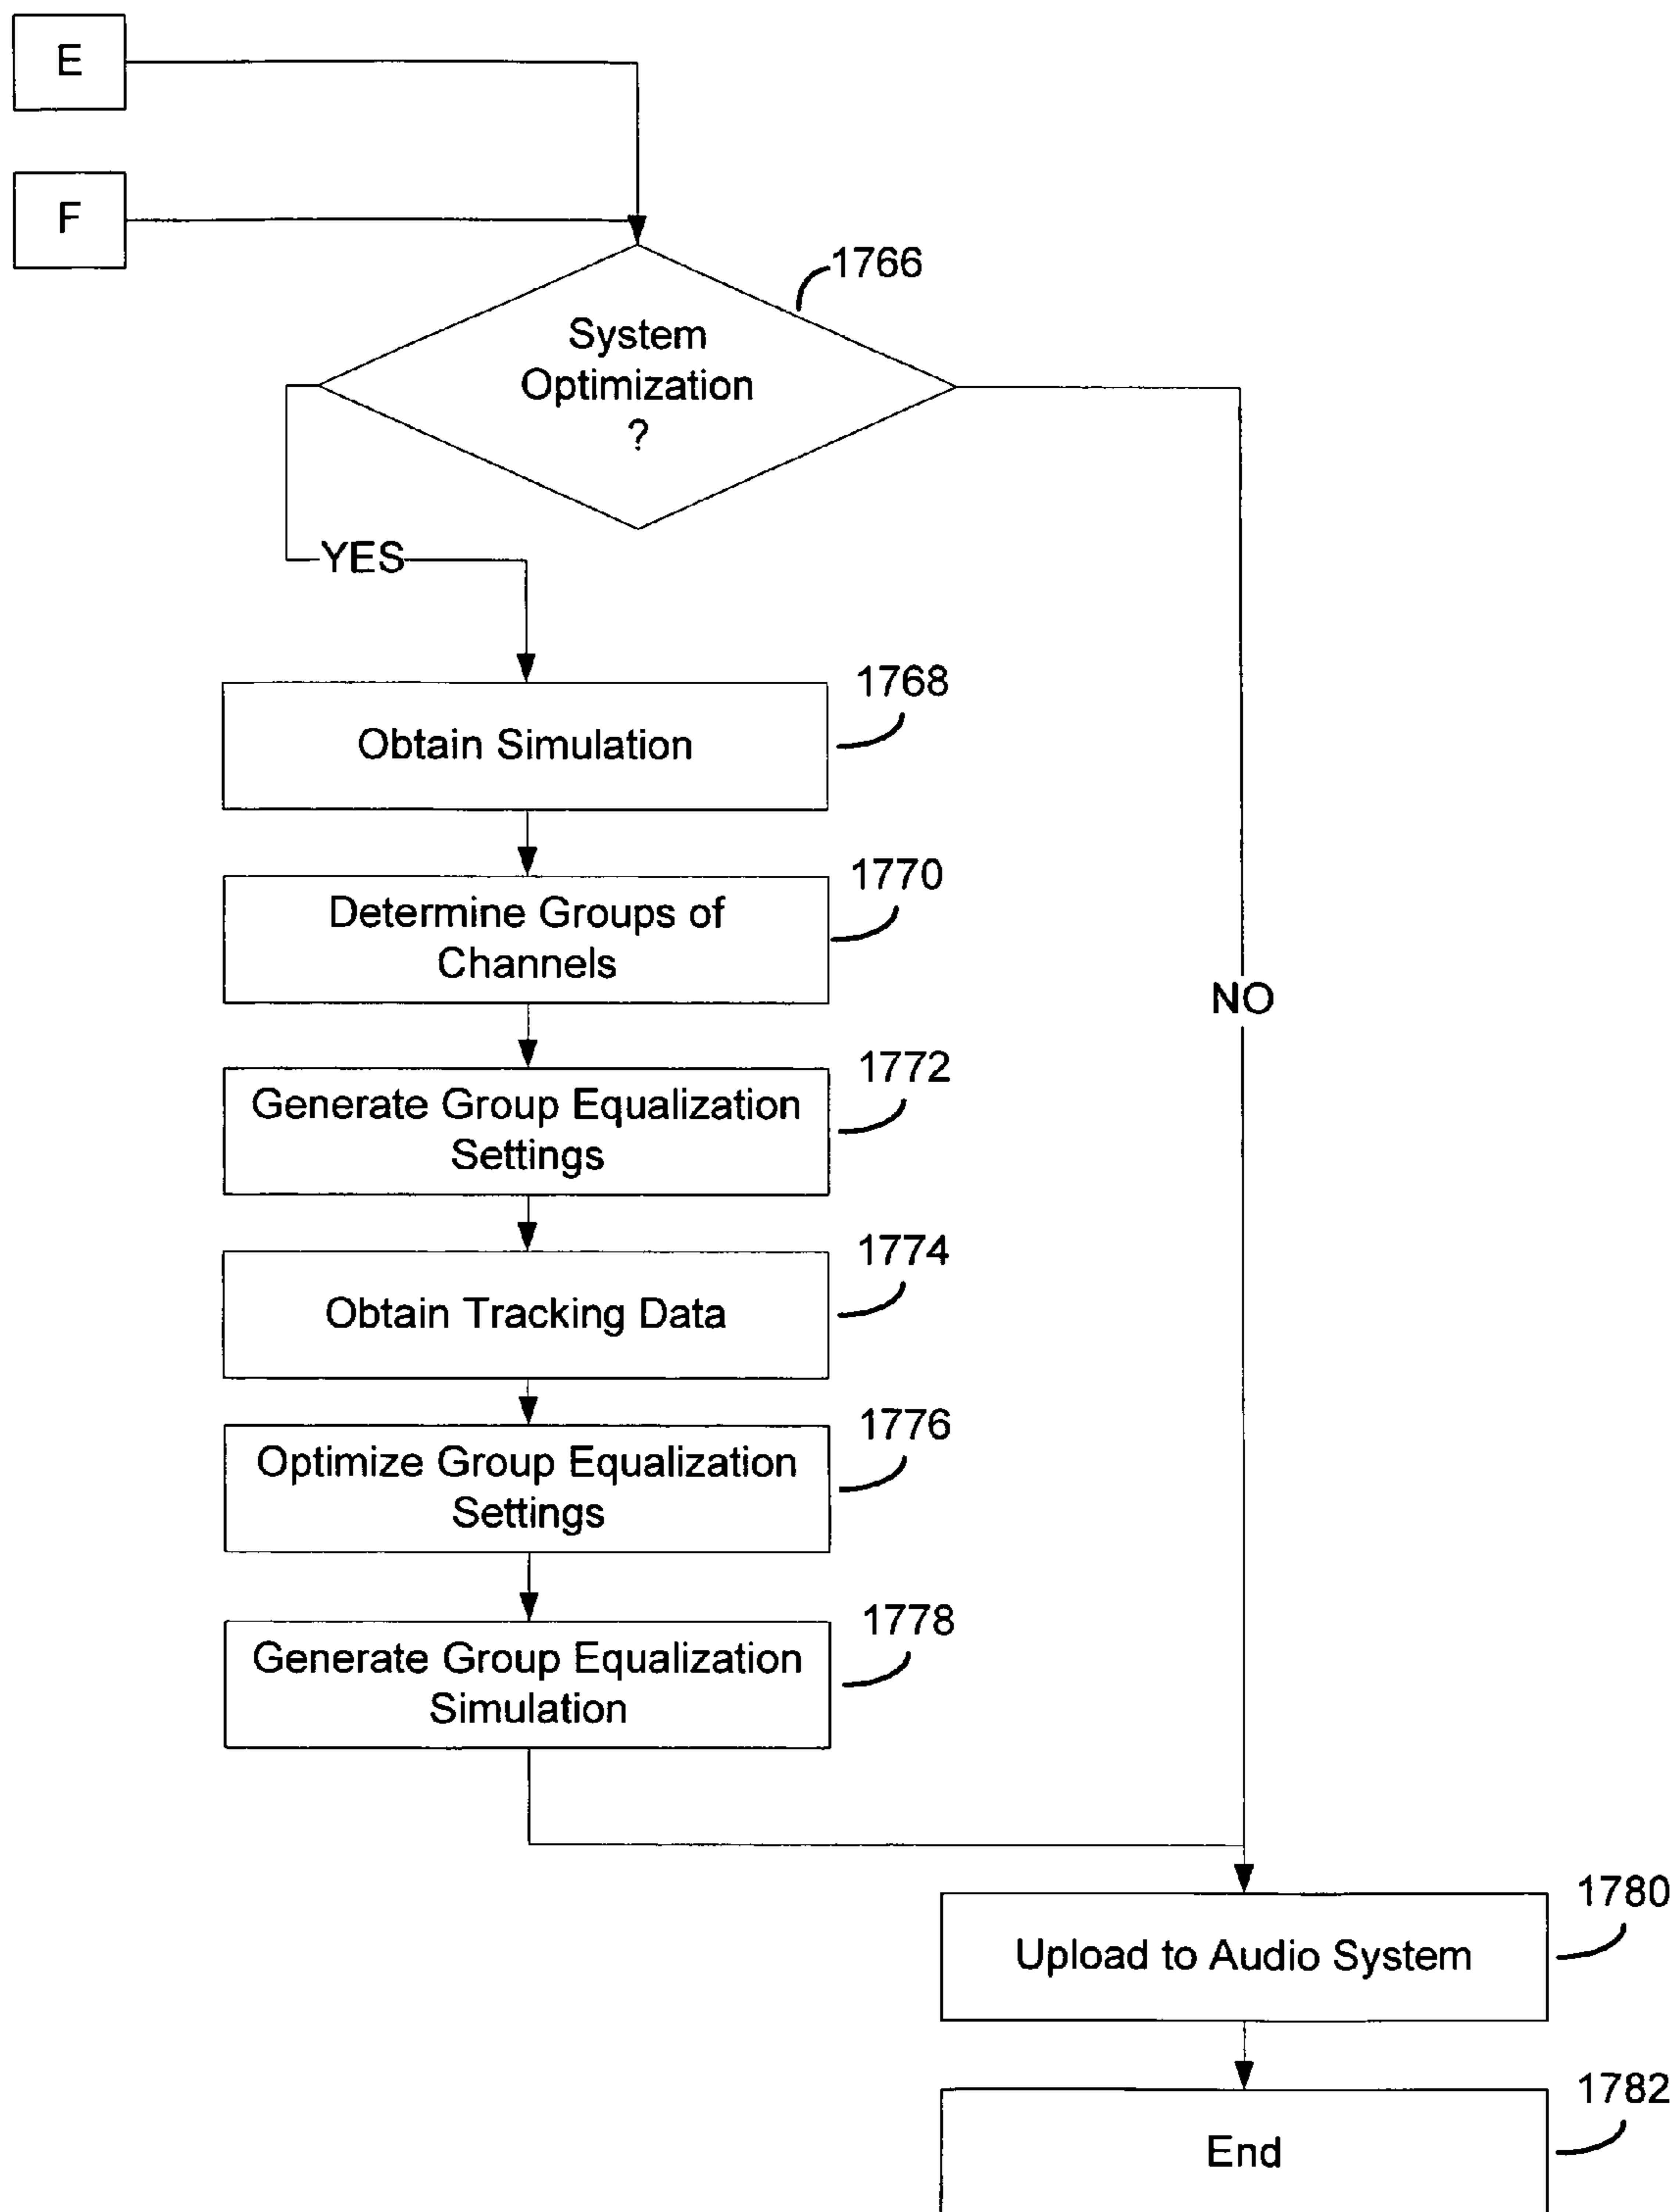 E
F
1766
System
Optimization
?
YES
1768
Obtain Simulation
1770
Determine Groups of
Channels
NO
1772
Generate Group Equalization
Settings
1774
Obtain Tracking Data
1776
Optimize Group Equalization
Settings
1778
Generate Group Equalization
Simulation
1780
Upload to Audio System
1782
End